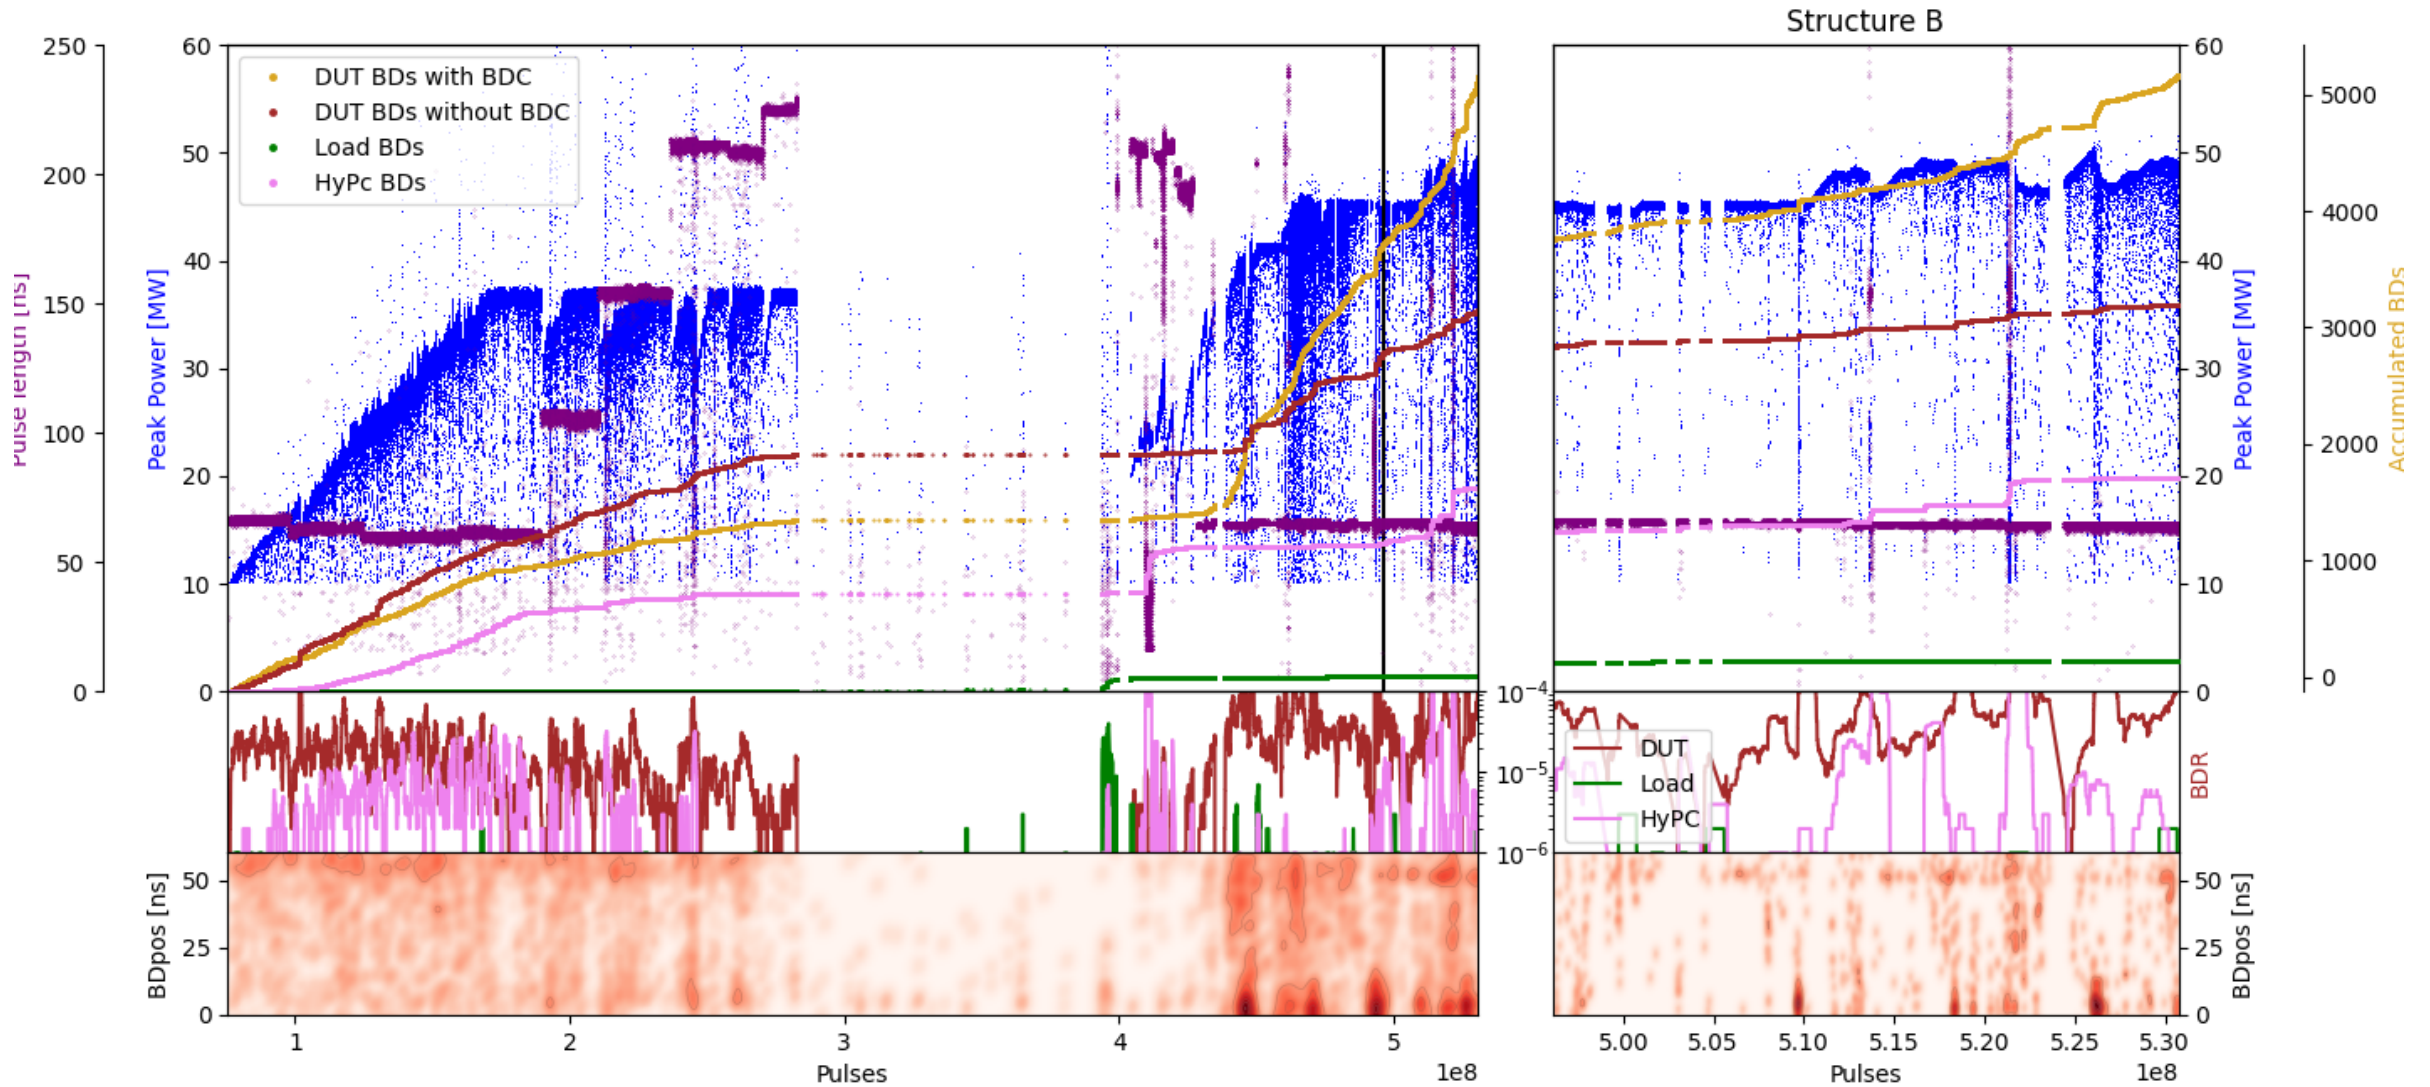 Structure B
250
200
150
100
50
0
Pulse length [ns]
60
50
40
30
20
10
0
Peak Power [MW]
DUT BDs with BDC
DUT BDs without BDC
Load BDs
HyPc BDs
60
50
40
30
20
10
0
Peak Power [MW]
5000
4000
3000
2000
1000
0
Accumulated BDs
10⁻⁴
10⁻⁵
10⁻⁶
BDR
DUT
Load
HyPC
50
25
0
BDpos [ns]
50
25
0
BDpos [ns]
1 2 3 4 5
Pulses
1e8
5.00 5.05 5.10 5.15 5.20 5.25 5.30
Pulses
1e8